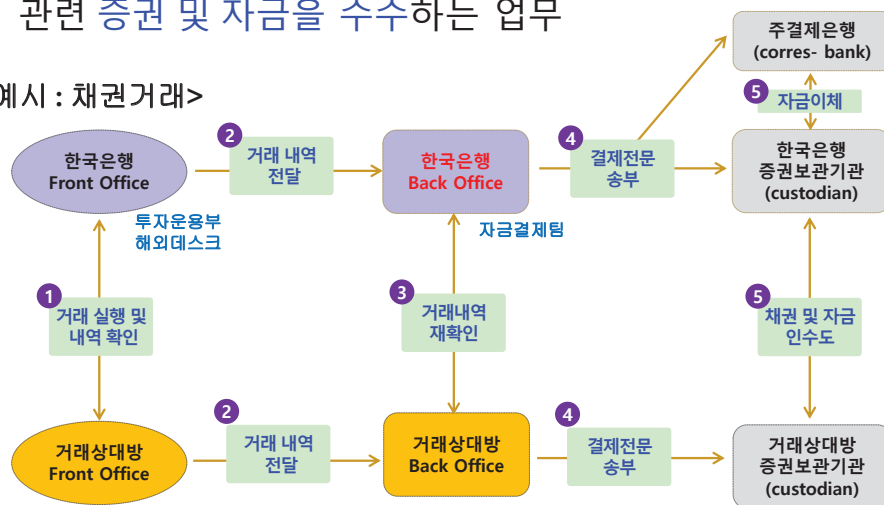 관련 증권 및 자금을 수수하는 업무
예시 : 채권거래>
주결제은행
(corres- bank)
5
자금이체
2
거래 내역
전달
4
결제전문
송부
한국은행
Front Office
한국은행
Back Office
한국은행
증권보관기관
(custodian)
투자운용부
해외데스크
자금결제팀
1
거래 실행 및
내역 확인
3
거래내역
재확인
5
채권 및 자금
인수도
2
거래 내역
전달
4
결제전문
송부
거래상대방
Front Office
거래상대방
Back Office
거래상대방
증권보관기관
(custodian)